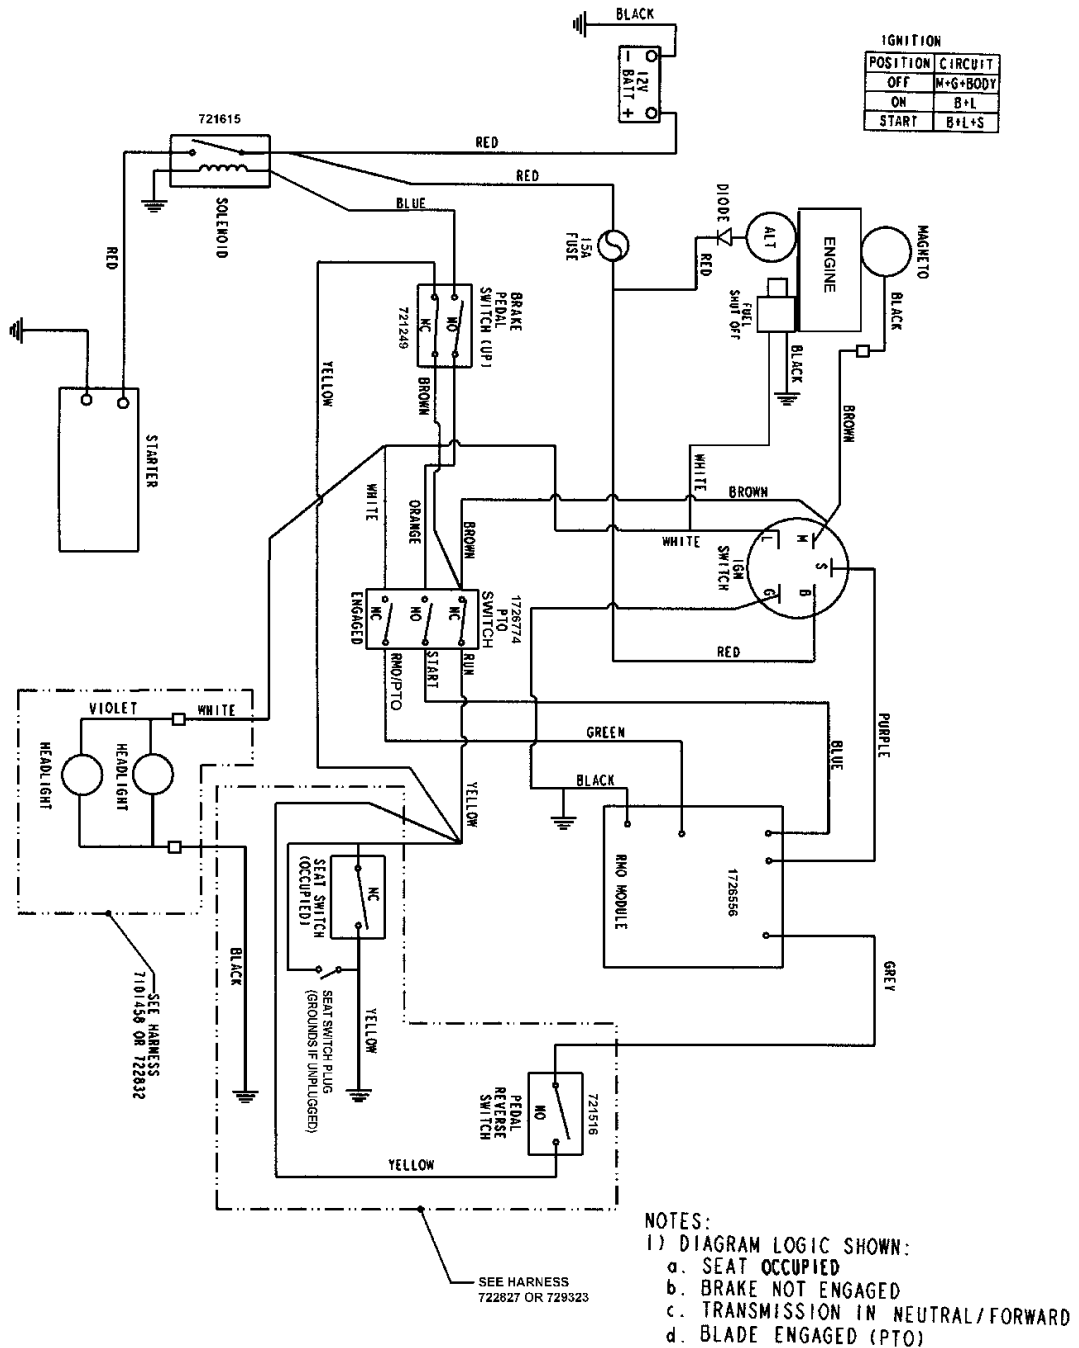 BLACK
IGNITION
POSITION CIRCUIT
OFF M+G+BODY
ON B+L
START B+L+S
- 12V BATT +
721615
RED
RED
BLUE
SOLENOID
RED
15A FUSE
DIODE
ALT
ENGINE
MAGNETO
RED
FUEL SHUT OFF
BLACK
BLACK
BRAKE PEDAL SWITCH (UP)
721249
NC
NO
YELLOW
BROWN
BROWN
STARTER
WHITE
ORANGE
BROWN
WHITE
BROWN
WHITE
IGN SWITCH
L
M
S
G
B
1726774
PTO SWITCH
ENGAGED
NC
NO
NC
RMO/PTO
START
RUN
RED
PURPLE
BLUE
GREEN
VIOLET
WHITE
HEADLIGHT
HEADLIGHT
YELLOW
BLACK
RMO MODULE
1726556
SEAT SWITCH (OCCUPIED)
NC
GREY
BLACK
SEE HARNESS
7101458 OR 722832
SEAT SWITCH PLUG
(GROUNDS IF UNPLUGGED)
YELLOW
PEDAL REVERSE SWITCH
NO
721516
YELLOW
SEE HARNESS
722827 OR 729323
NOTES:
1) DIAGRAM LOGIC SHOWN:
a. SEAT OCCUPIED
b. BRAKE NOT ENGAGED
c. TRANSMISSION IN NEUTRAL/FORWARD
d. BLADE ENGAGED (PTO)